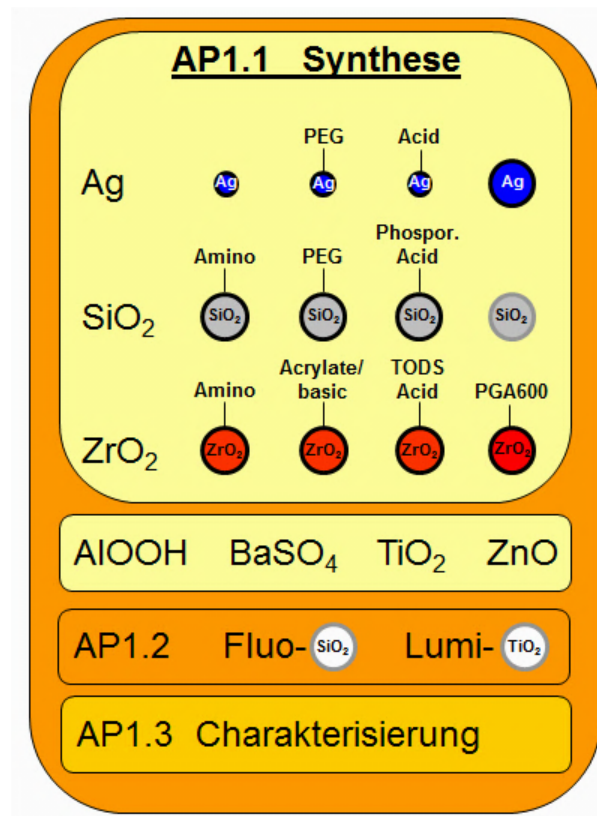 AP1.1 Synthese
PEG Acid
Ag Ag Ag Ag Ag
Phosphor.
Amino PEG Acid
SiO₂ SiO₂ SiO₂ SiO₂ SiO₂
Acrylate/ TODS
Amino basic Acid PGA600
ZrO₂ ZrO₂ ZrO₂ ZrO₂ ZrO₂
AlOOH BaSO₄ TiO₂ ZnO
AP1.2 Fluo- SiO₂ Lumi- TiO₂
AP1.3 Charakterisierung